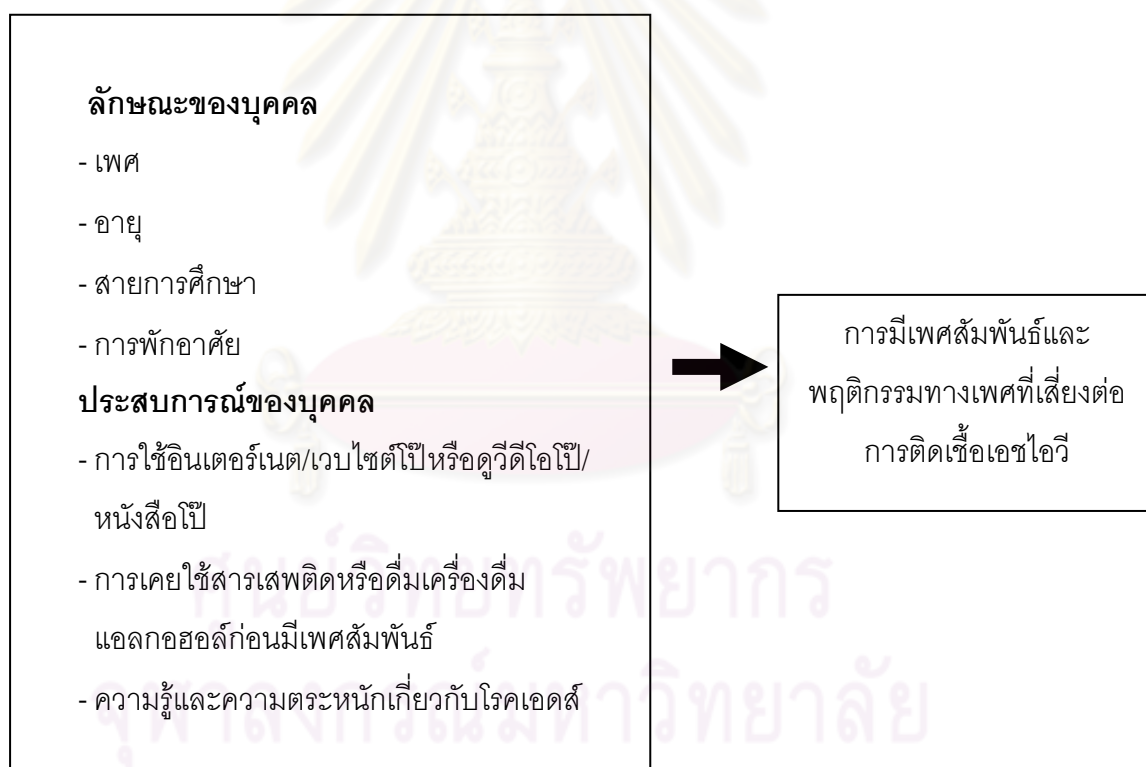 ลักษณะของบุคคล
- เพศ
- อายุ
- สายการศึกษา
- การพักอาศัย
ประสบการณ์ของบุคคล
- การใช้อินเตอร์เนต/เวบไซต์โป๊หรือดูวีดีโอโป๊/
หนังสือโป๊
- การเคยใช้สารเสพติดหรือดื่มเครื่องดื่ม
แอลกอฮอล์ก่อนมีเพศสัมพันธ์
- ความรู้และความตระหนักเกี่ยวกับโรคเอดส์
การมีเพศสัมพันธ์และ
พฤติกรรมทางเพศที่เสี่ยงต่อ
การติดเชื้อเอชไอวี
ศูนย์วิทยทรัพยากร
จุฬาลงกรณ์มหาวิทยาลัย